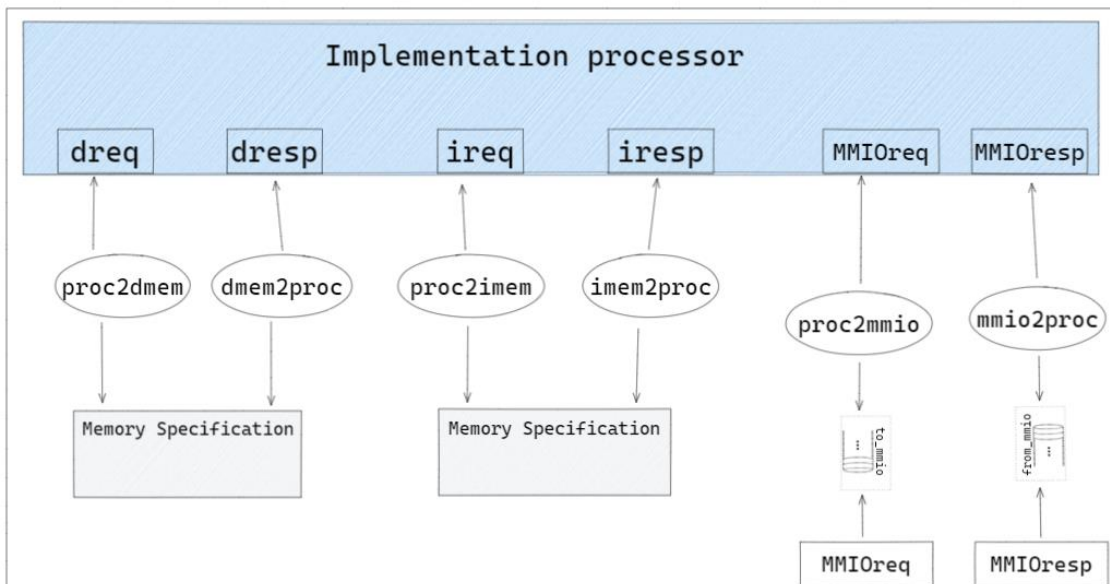 Implementation processor
dreq
dresp
ireq
iresp
MMIOreq
MMIOresp
proc2dmem
dmem2proc
proc2imem
imem2proc
proc2mmio
mmio2proc
Memory Specification
Memory Specification
...
to_mmio
from_mmio
...
MMIOreq
MMIOresp